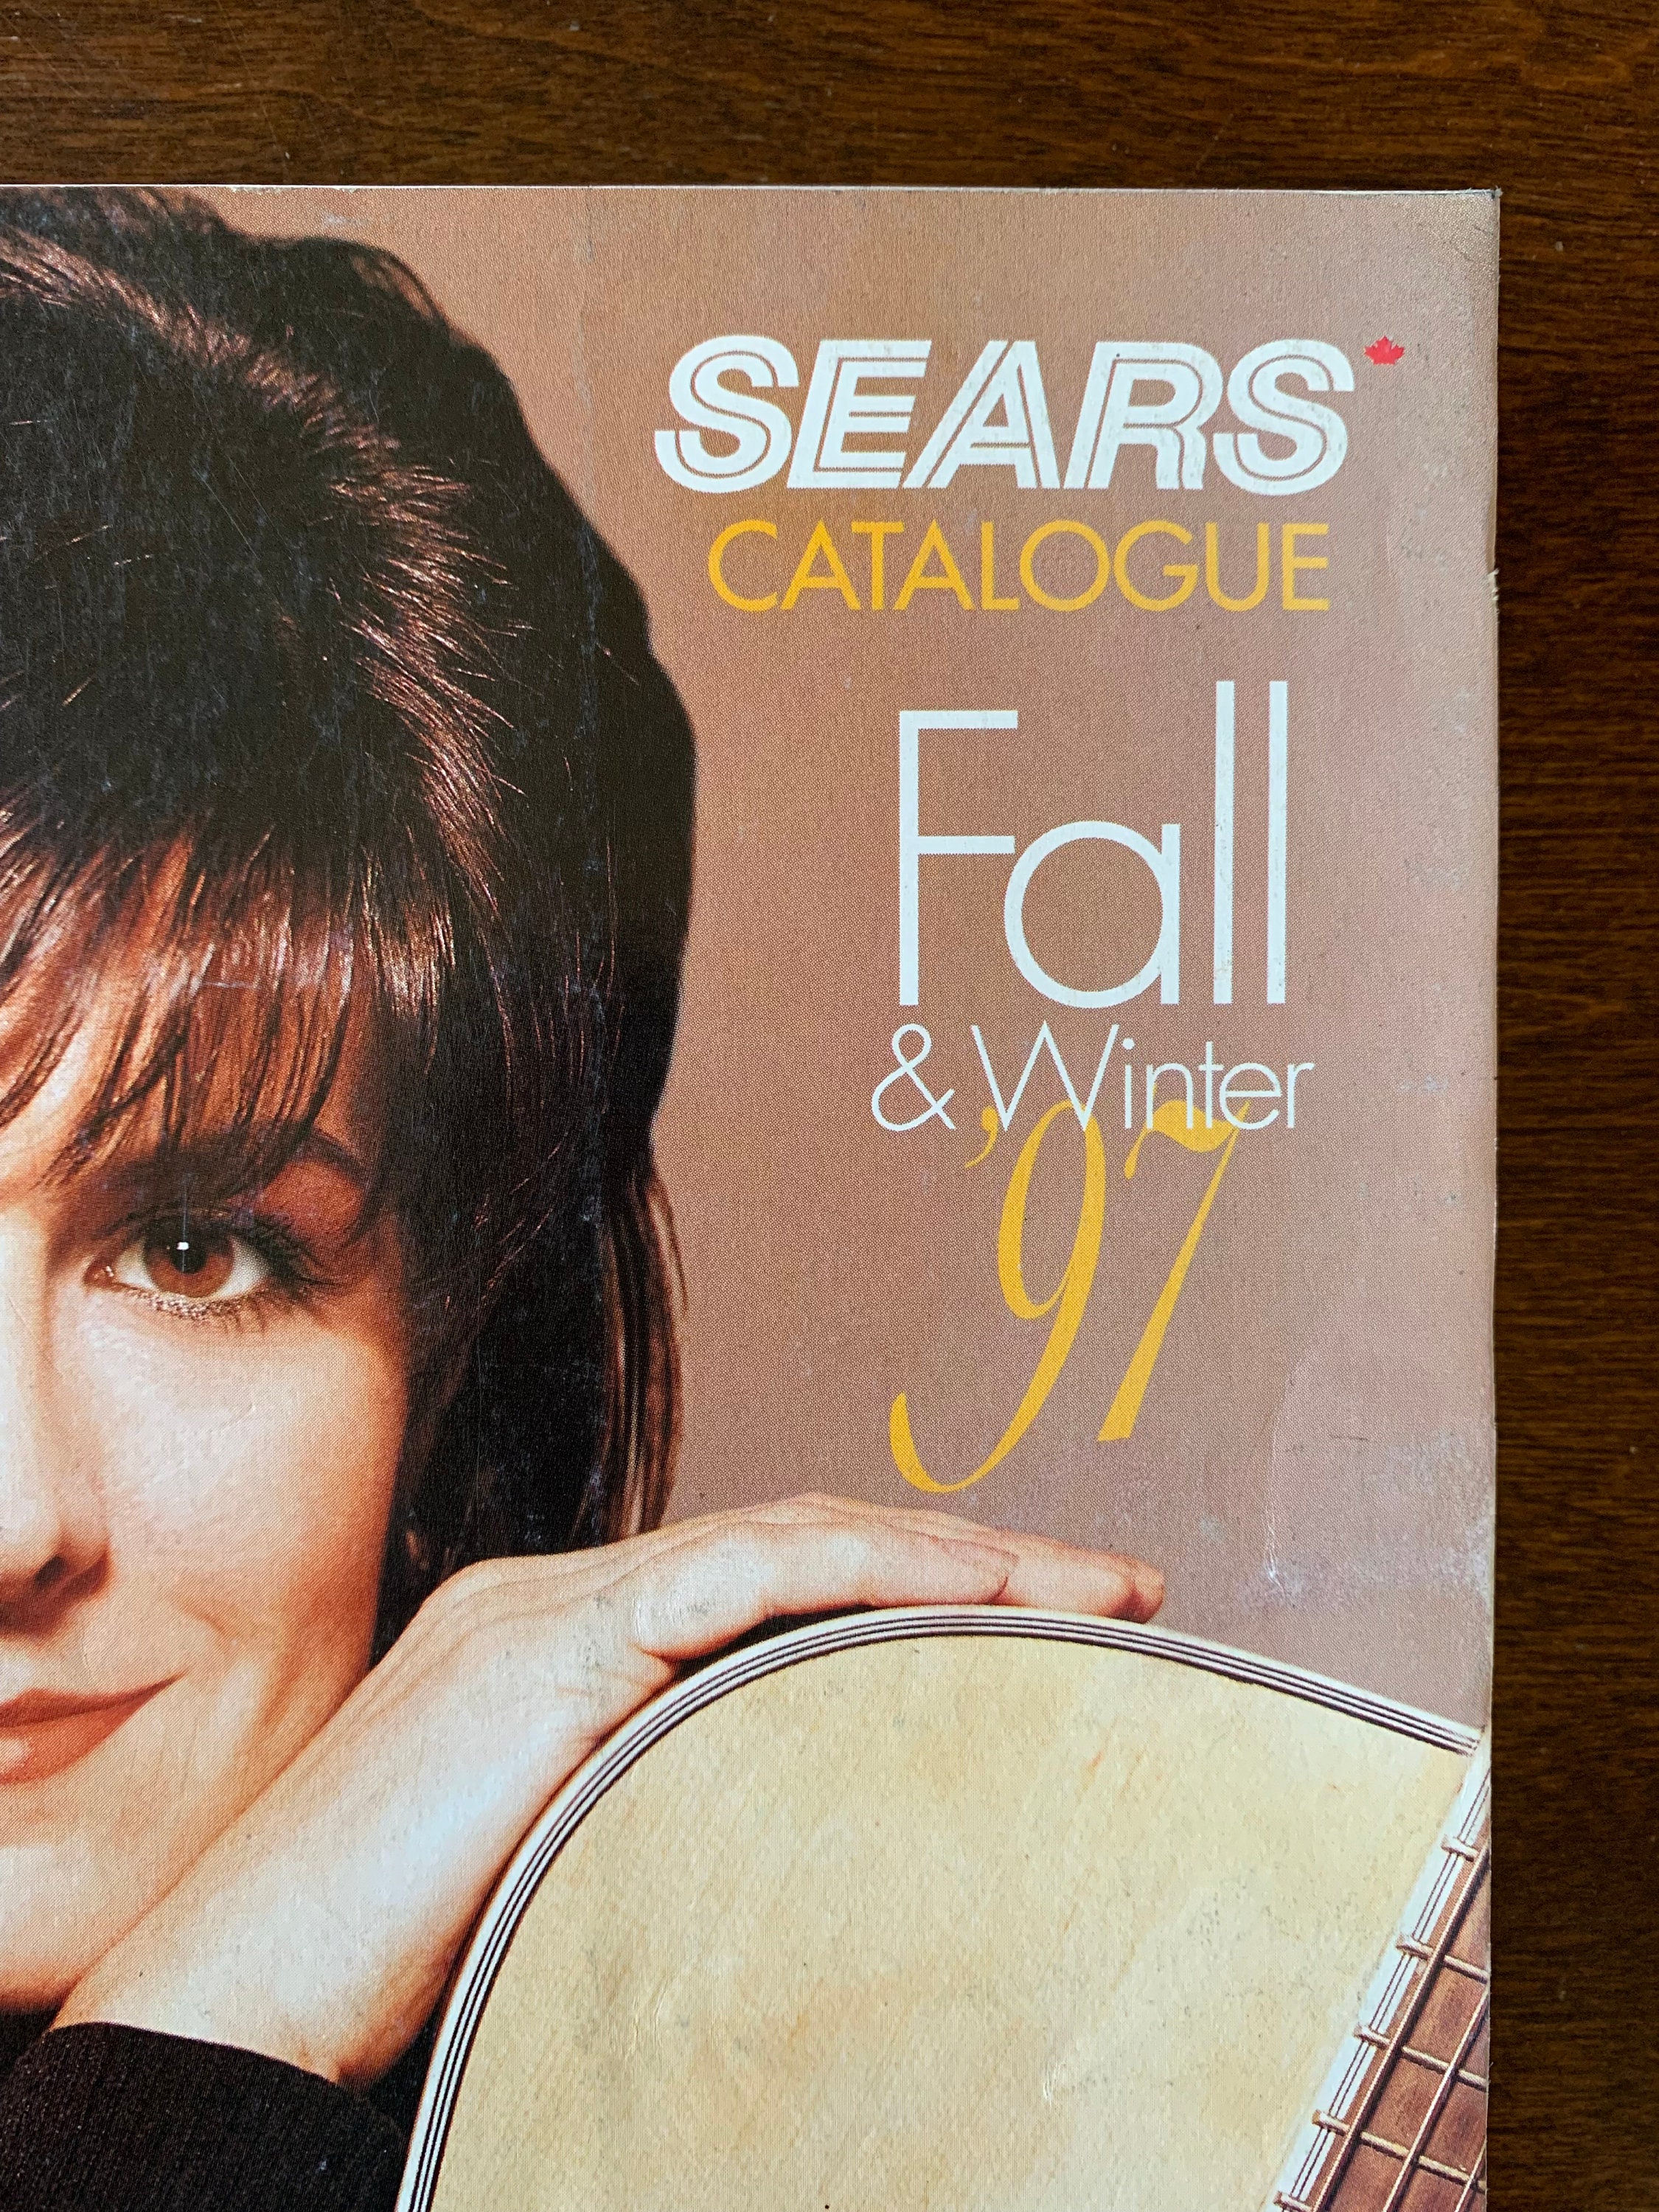 SEARS
CATALOGUE
Fall
& Winter
'97